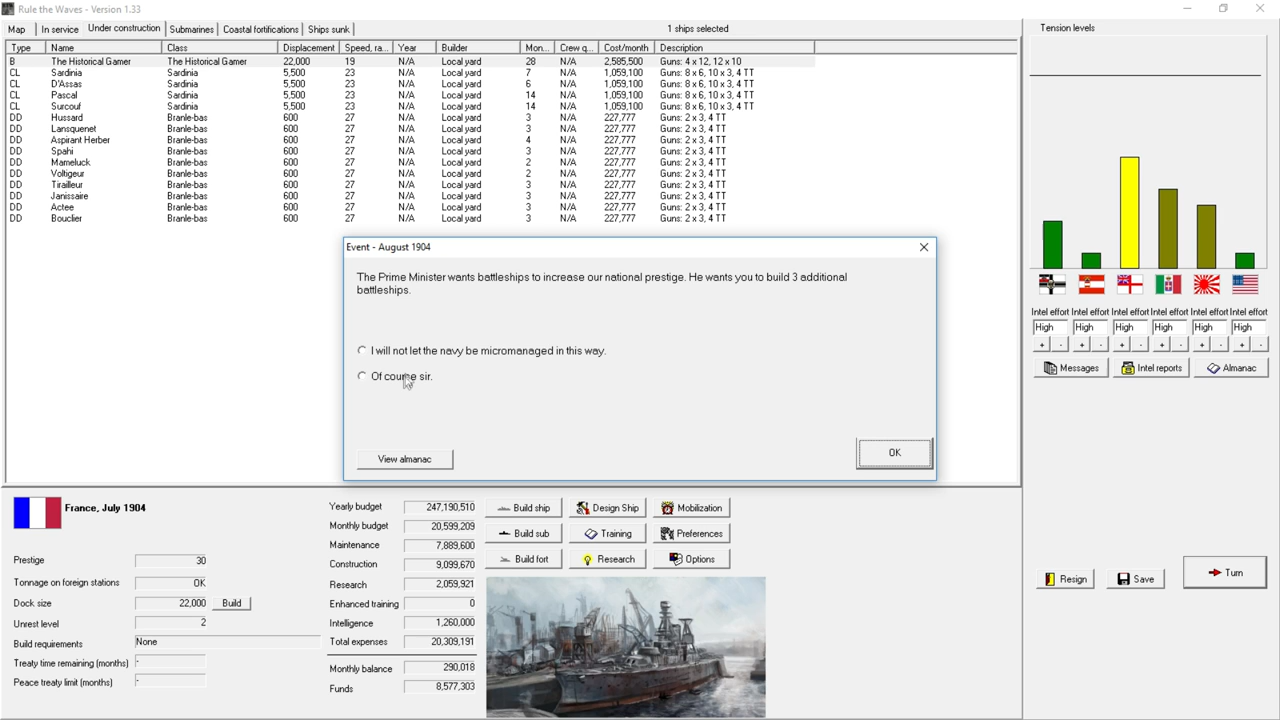 Rule the Waves - Version 1.33
Map In service Under construction Submarines Coastal fortifications Ships sunk 1 ships selected
Type Name Class Displacement Speed, ra... Year Builder Mon... Crew q... Cost/month Description
B The Historical Gamer The Historical Gamer 22,000 19 N/A Local yard 28 N/A 2,585,500 Guns: 4 x 12, 12 x 10
CL Sardinia Sardinia 5,500 23 N/A Local yard 7 N/A 1,059,100 Guns: 8 x 6, 10 x 3, 4 TT
CL D'Assas Sardinia 5,500 23 N/A Local yard 6 N/A 1,059,100 Guns: 8 x 6, 10 x 3, 4 TT
CL Pascal Sardinia 5,500 23 N/A Local yard 14 N/A 1,059,100 Guns: 8 x 6, 10 x 3, 4 TT
CL Surcouf Sardinia 5,500 23 N/A Local yard 14 N/A 1,059,100 Guns: 8 x 6, 10 x 3, 4 TT
DD Hussard Branle-bas 600 27 N/A Local yard 3 N/A 227,777 Guns: 2 x 3, 4 TT
DD Lansquenet Branle-bas 600 27 N/A Local yard 3 N/A 227,777 Guns: 2 x 3, 4 TT
DD Aspirant Herber Branle-bas 600 27 N/A Local yard 4 N/A 227,777 Guns: 2 x 3, 4 TT
DD Spahi Branle-bas 600 27 N/A Local yard 3 N/A 227,777 Guns: 2 x 3, 4 TT
DD Mameluck Branle-bas 600 27 N/A Local yard 2 N/A 227,777 Guns: 2 x 3, 4 TT
DD Voltigeur Branle-bas 600 27 N/A Local yard 2 N/A 227,777 Guns: 2 x 3, 4 TT
DD Tirailleur Branle-bas 600 27 N/A Local yard 3 N/A 227,777 Guns: 2 x 3, 4 TT
DD Janissaire Branle-bas 600 27 N/A Local yard 3 N/A 227,777 Guns: 2 x 3, 4 TT
DD Actee Branle-bas 600 27 N/A Local yard 3 N/A 227,777 Guns: 2 x 3, 4 TT
DD Bouclier Branle-bas 600 27 N/A Local yard 3 N/A 227,777 Guns: 2 x 3, 4 TT
Event - August 1904
The Prime Minister wants battleships to increase our national prestige. He wants you to build 3 additional
battleships.
I will not let the navy be micromanaged in this way.
Of course sir.
View almanac OK
Tension levels
Intel effort Intel effort Intel effort Intel effort Intel effort Intel effort
High High High High High High
+ - + - + - + - + - + -
Messages Intel reports Almanac
France, July 1904
Prestige 30
Tonnage on foreign stations OK
Dock size 22,000 Build
Unrest level 2
Build requirements None
Treaty time remaining (months) -
Peace treaty limit (months) -
Yearly budget 247,190,510
Monthly budget 20,599,209
Maintenance 7,889,600
Construction 9,099,670
Research 2,059,921
Enhanced training 0
Intelligence 1,260,000
Total expenses 20,309,191
Monthly balance 290,018
Funds 8,577,303
Build ship Design Ship Mobilization
Build sub Training Preferences
Build fort Research Options
Resign Save Turn